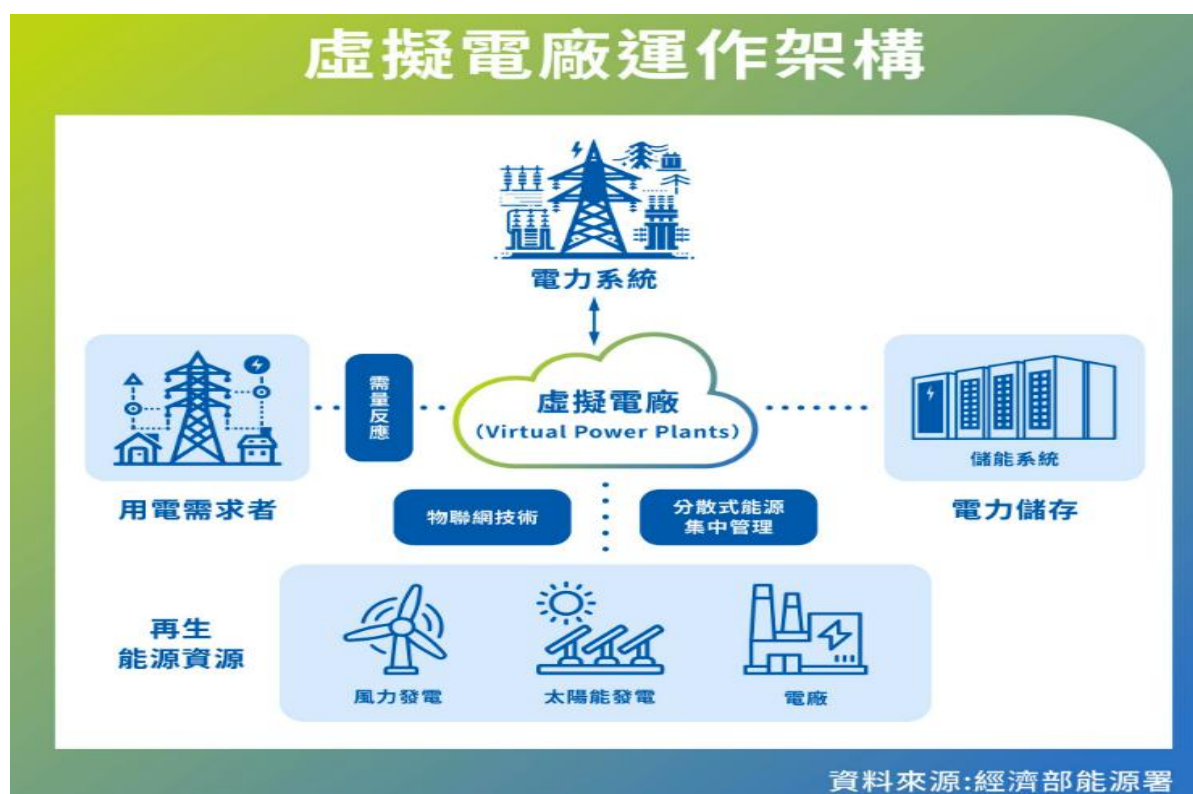 虛擬電廠運作架構
電力系統
需量反應
虛擬電廠
(Virtual Power Plants)
儲能系統
用電需求者
物聯網技術
分散式能源
集中管理
電力儲存
再生
能源資源
風力發電
太陽能發電
電廠
資料來源:經濟部能源署